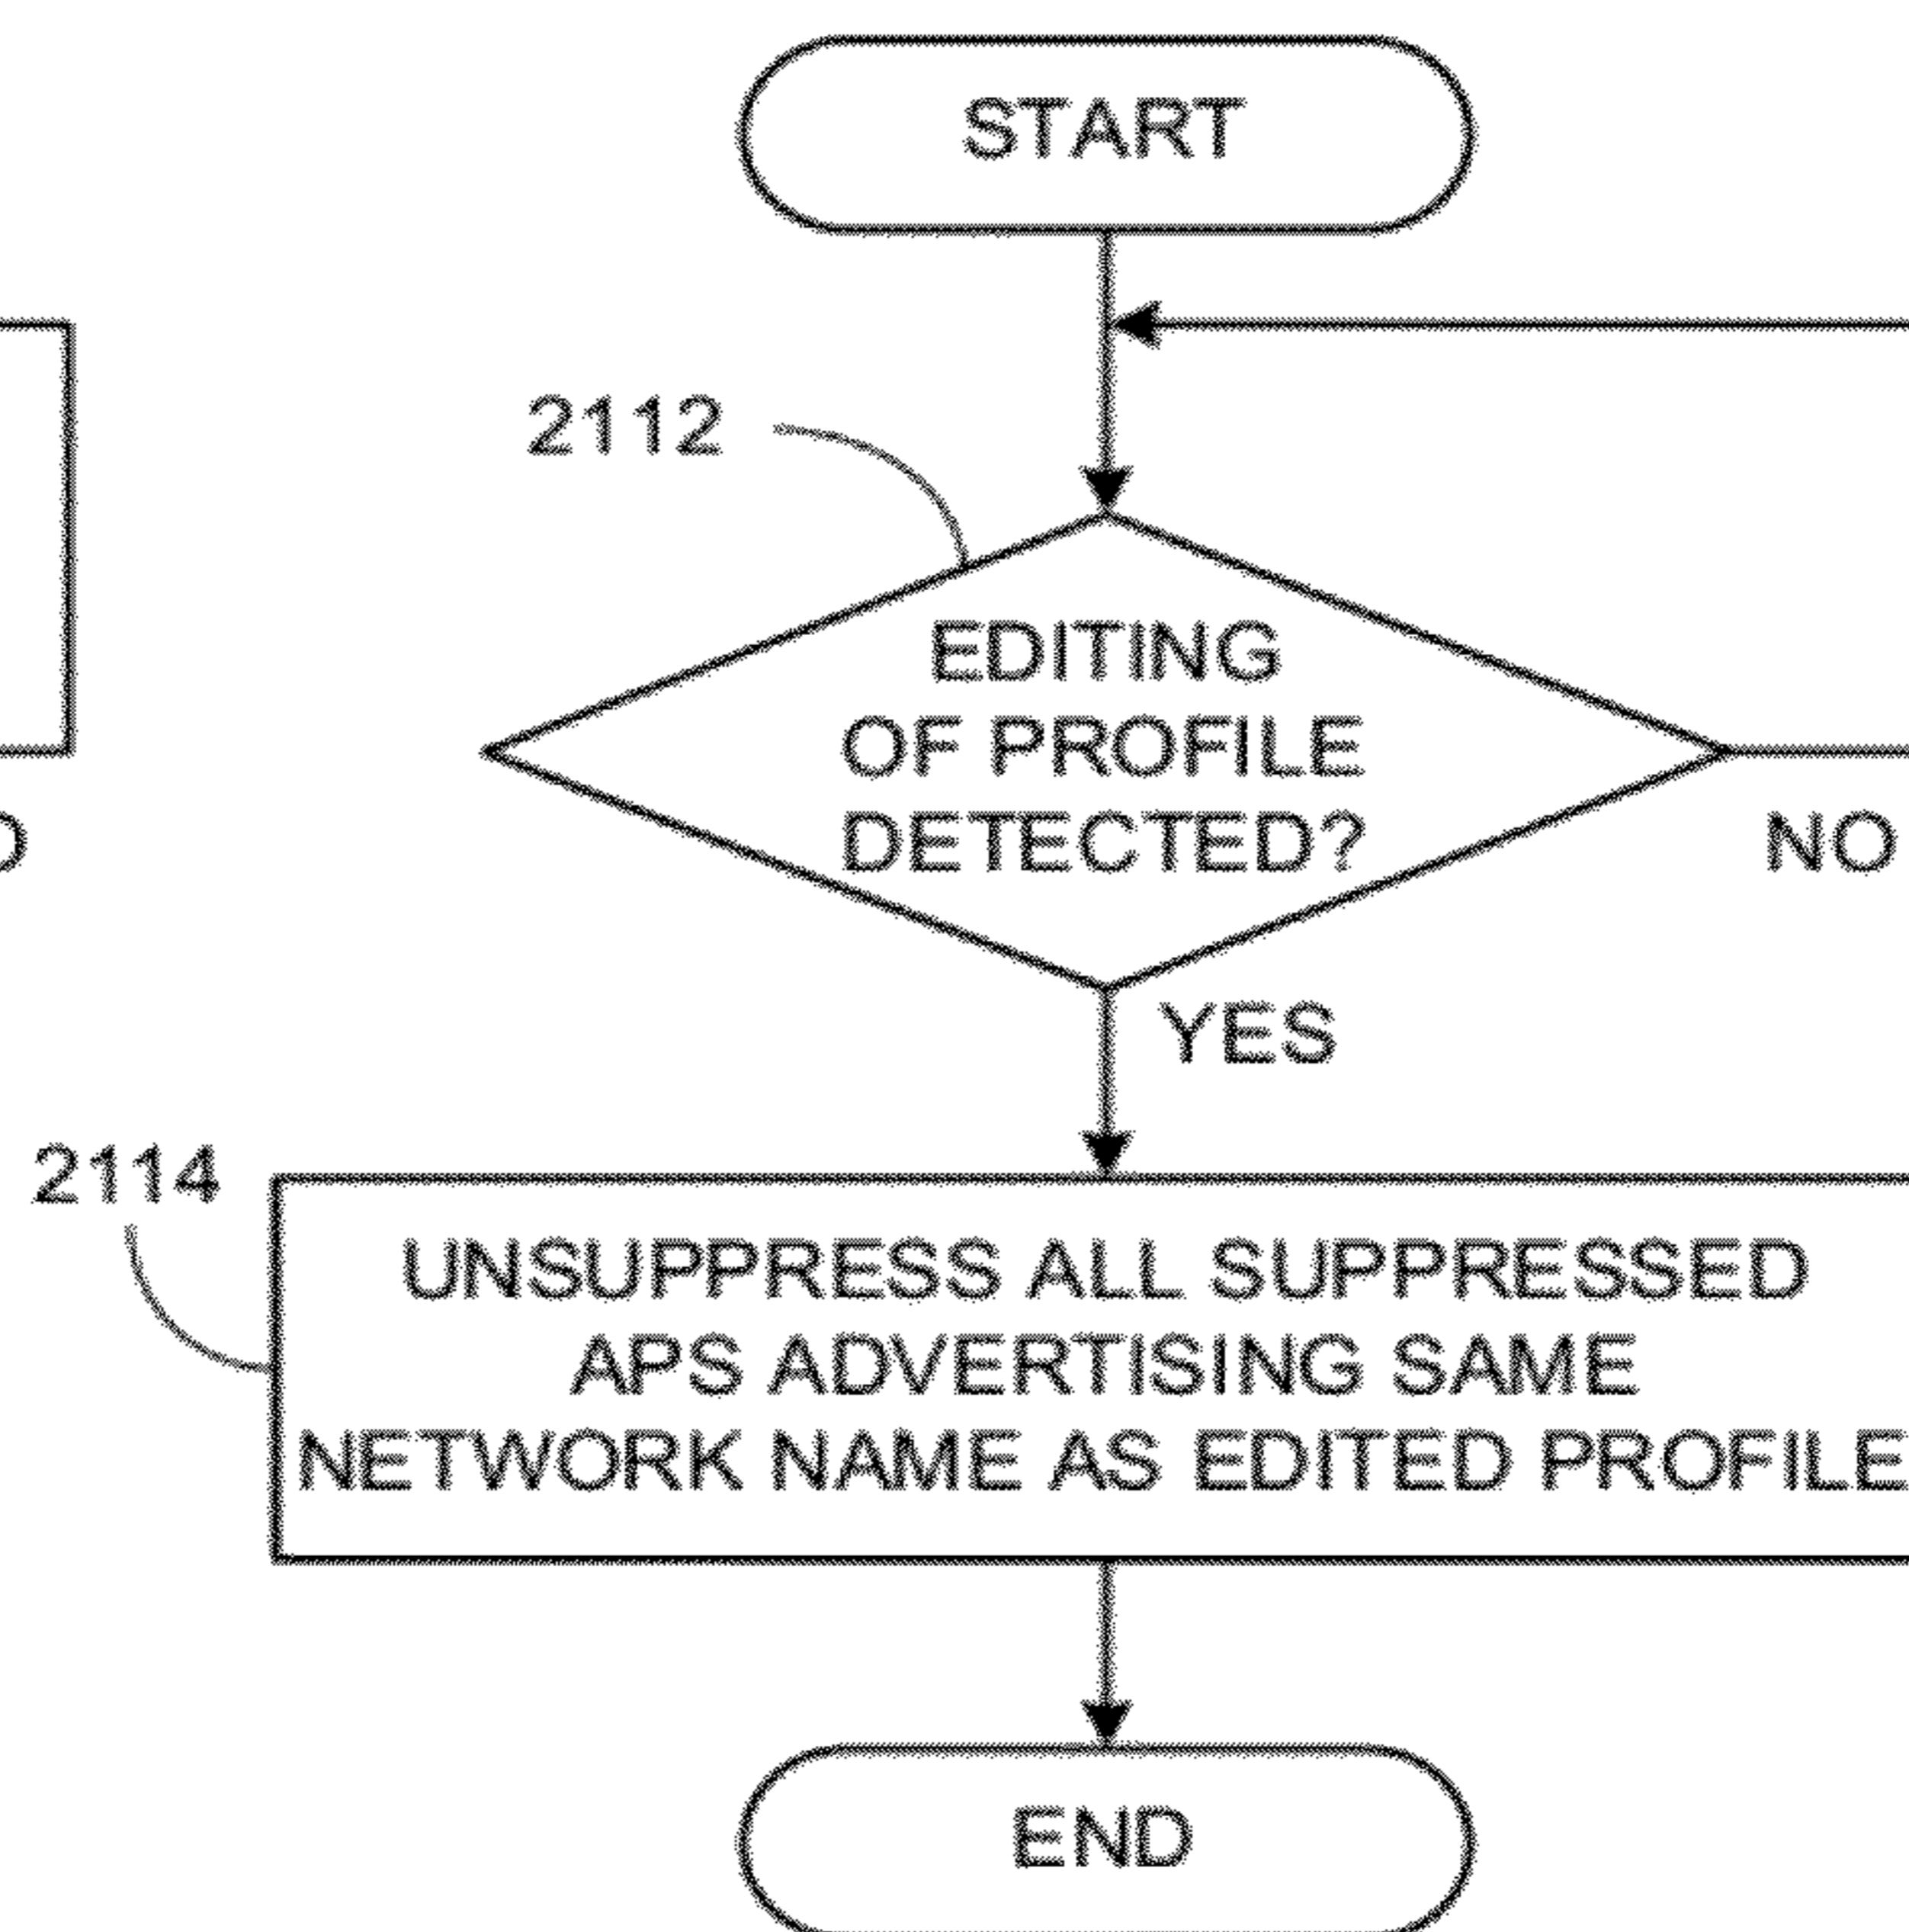 START
2112
EDITING
OF PROFILE
DETECTED?
NO
YES
2114
UNSUPPRESS ALL SUPPRESSED
APS ADVERTISING SAME
NETWORK NAME AS EDITED PROFILE
END